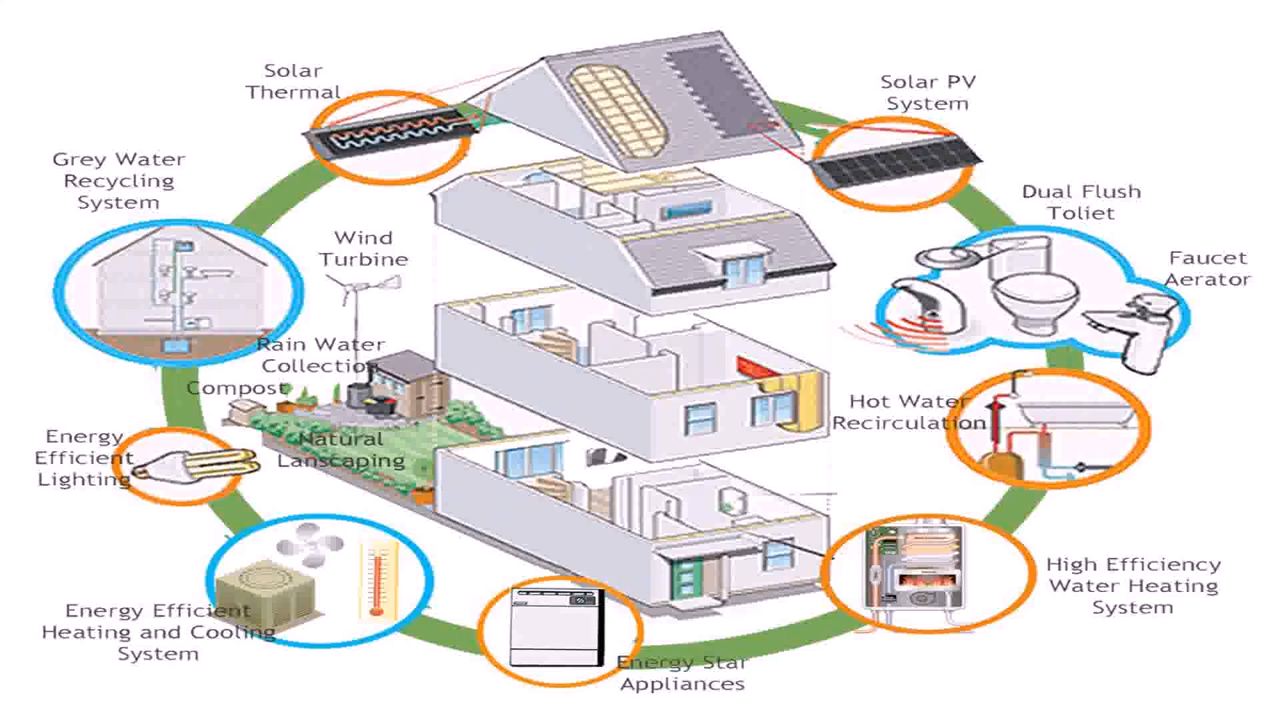 Solar
Thermal
Solar PV
System
Grey Water
Recycling
System
Dual Flush
Toliet
Wind
Turbine
Faucet
Aerator
Rain Water
Collection
Compost
Hot Water
Recirculation
Energy
Efficient
Lighting
Natural
Lanscaping
High Efficiency
Water Heating
System
Energy Efficient
Heating and Cooling
System
Energy Star
Appliances